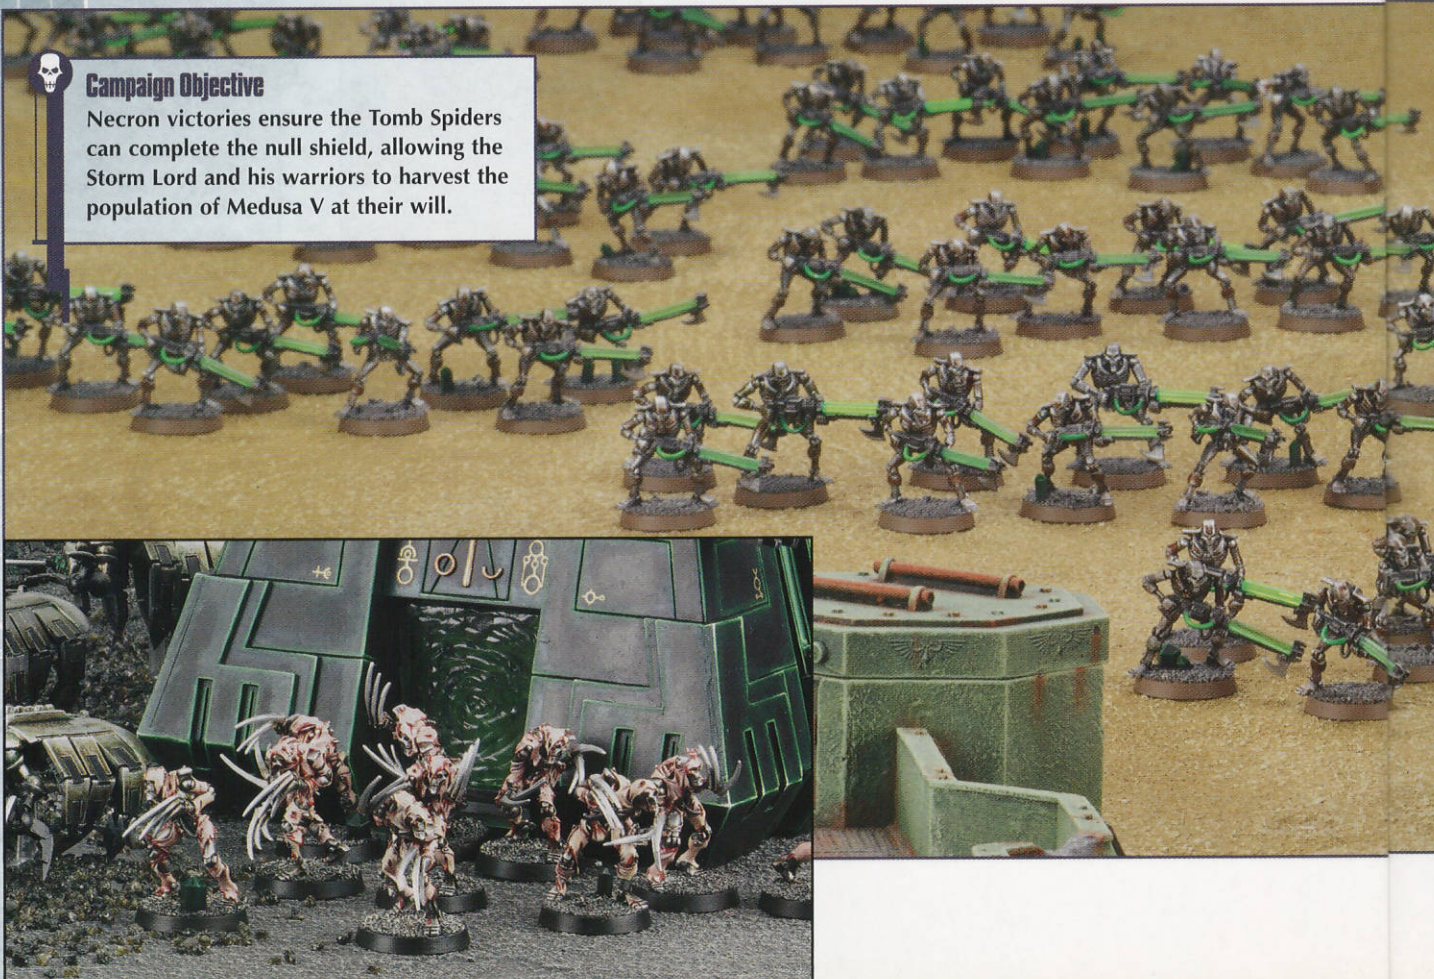 Campaign Objective
Necron victories ensure the Tomb Spiders
can complete the null shield, allowing the
Storm Lord and his warriors to harvest the
population of Medusa V at their will.